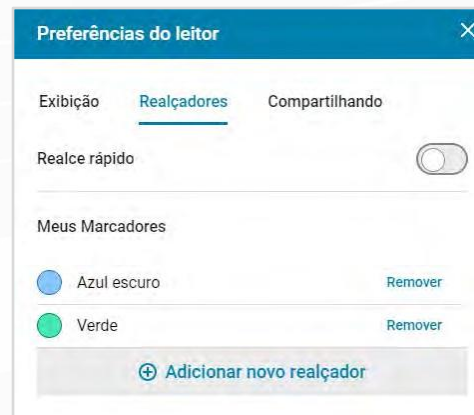 Preferências do leitor
Exibição Realçadores Compartilhando
Realce rápido
Meus Marcadores
Azul escuro Remover
Verde Remover
Adicionar novo realçador